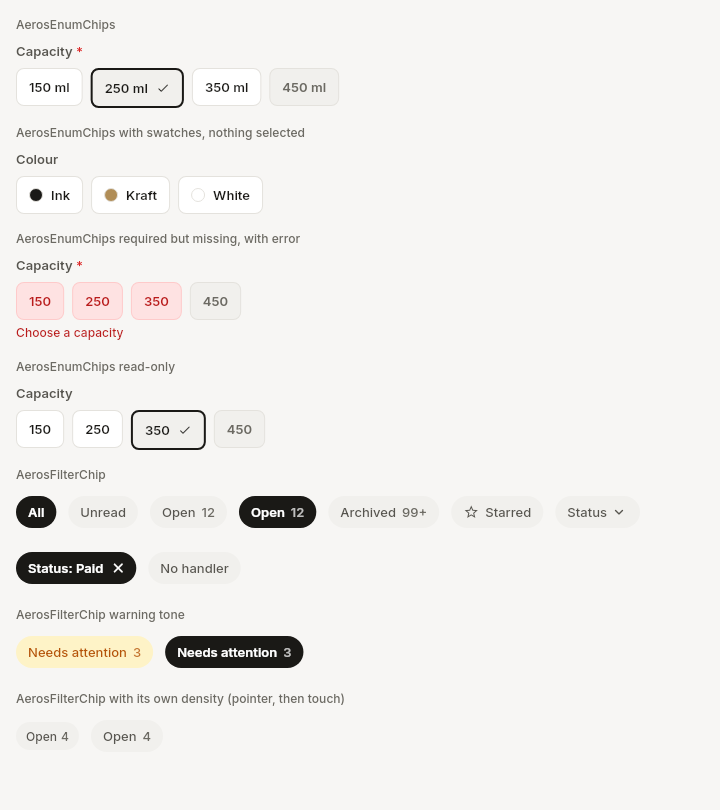 AerosEnumChips
Capacity *
150 ml 250 ml 350 ml 450 ml
AerosEnumChips with swatches, nothing selected
Colour
Ink Kraft White
AerosEnumChips required but missing, with error
Capacity *
150 250 350 450
Choose a capacity
AerosEnumChips read-only
Capacity
150 250 350 450
AerosFilterChip
All Unread Open 12 Open 12 Archived 99+ Starred Status
Status: Paid No handler
AerosFilterChip warning tone
Needs attention 3 Needs attention 3
AerosFilterChip with its own density (pointer, then touch)
Open 4 Open 4